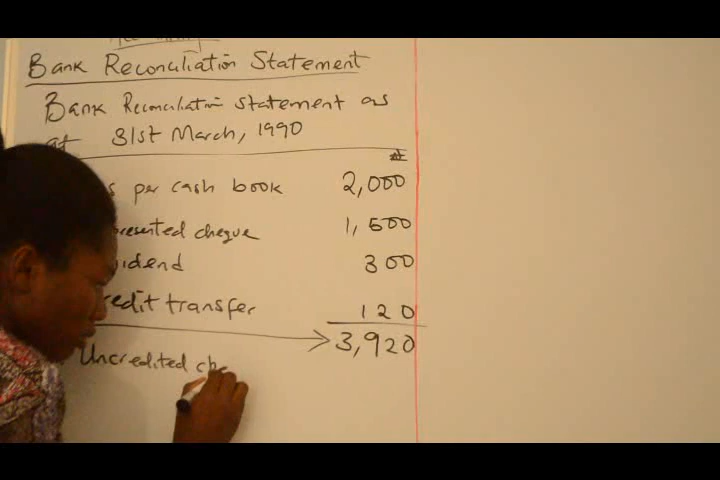 Bank Reconciliation Statement
Bank Reconciliation statement as
at 31st March, 1990
per cash book 2,000
presented cheque 1,500
idend 300
redit transfer 120
3,920
Uncredited che